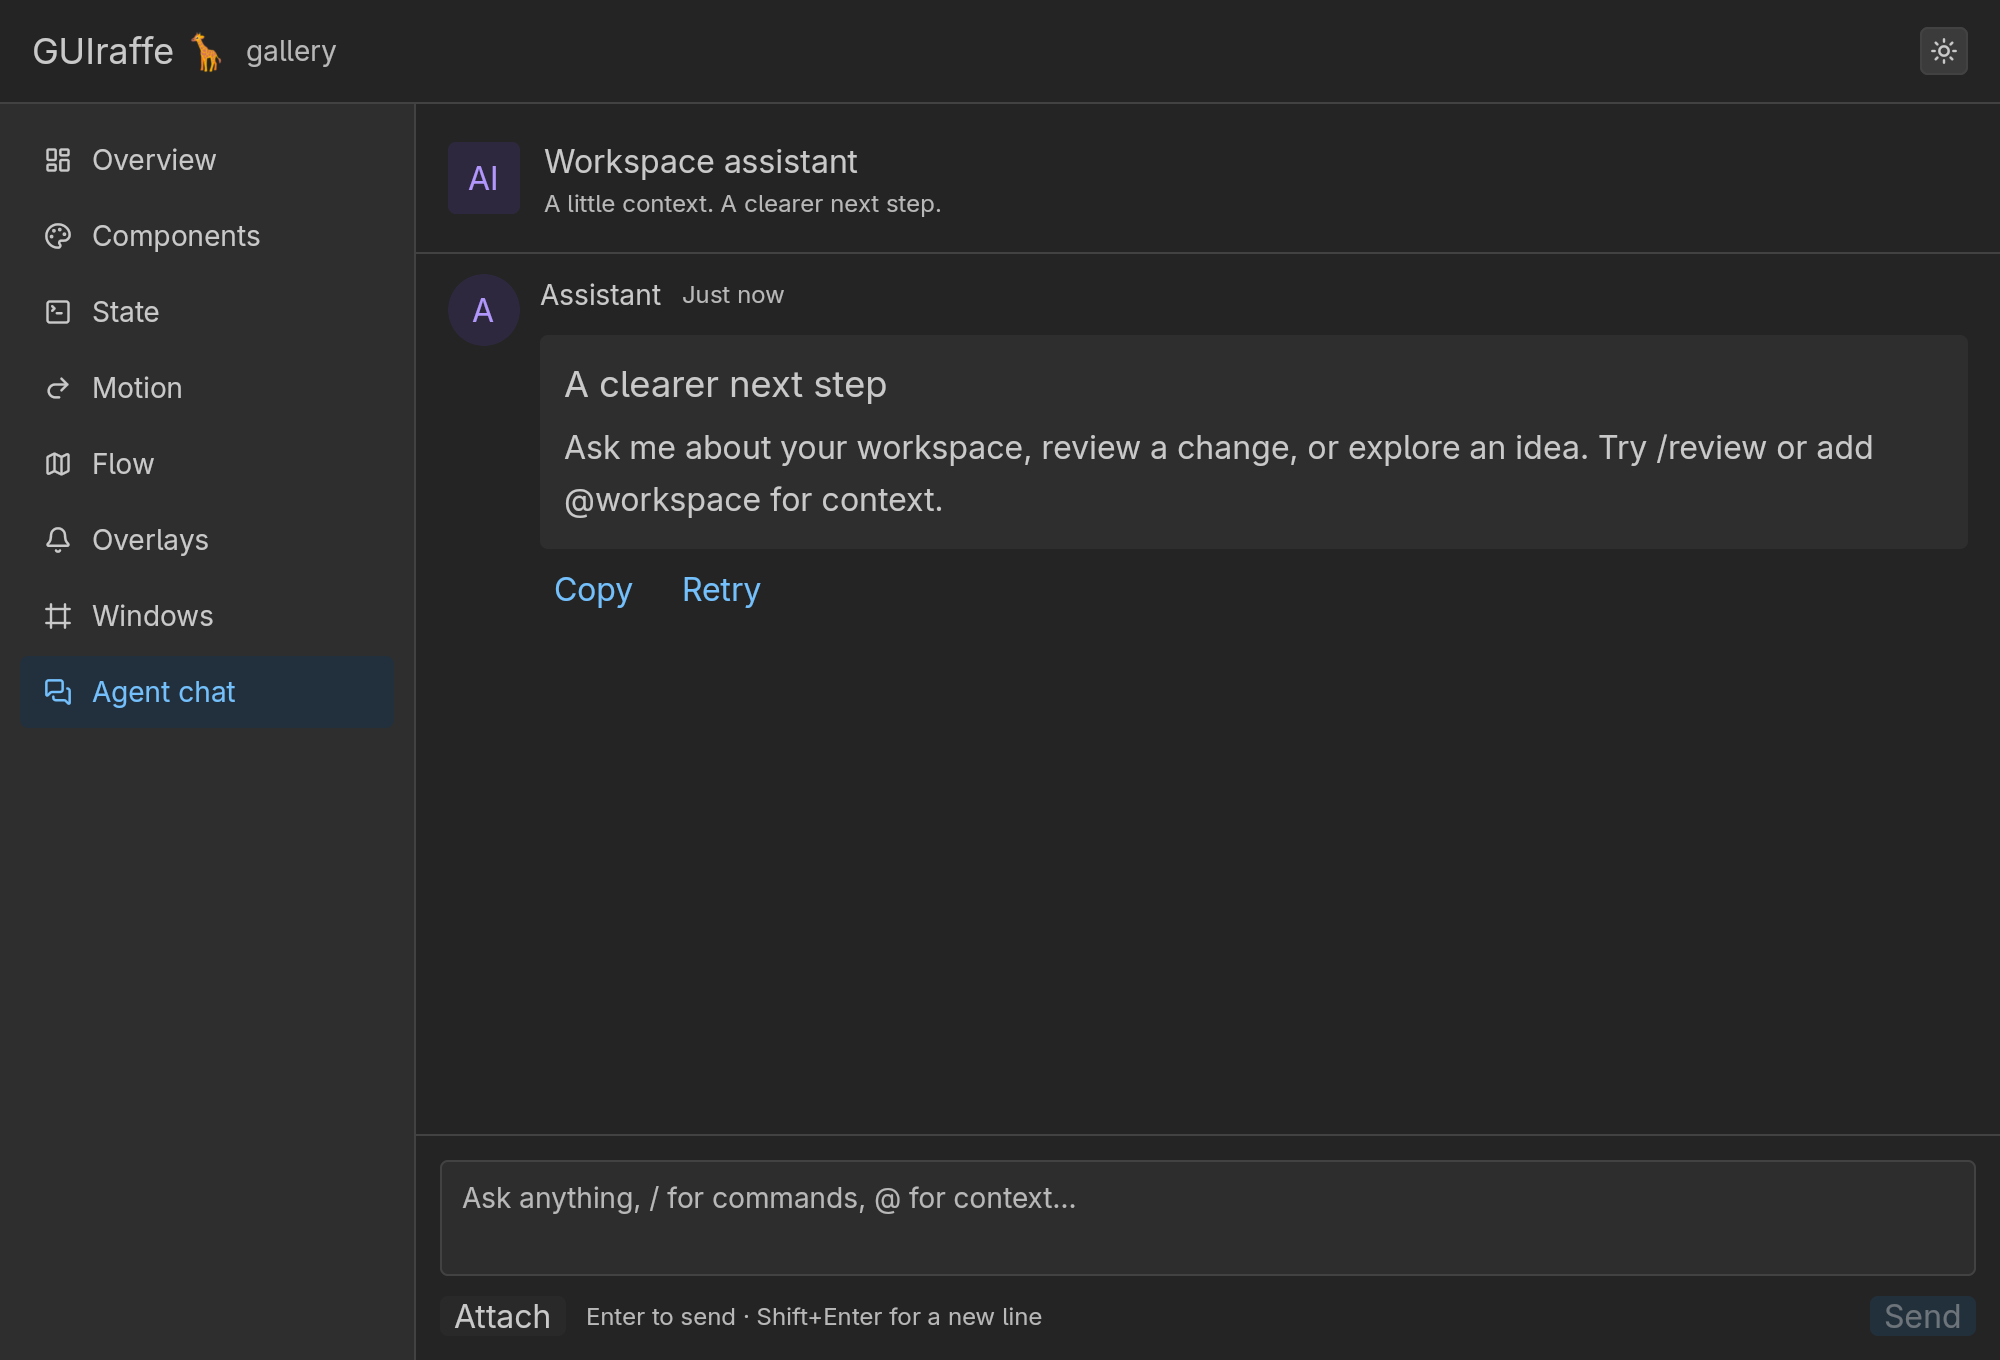 GUIraffe 🦒 gallery
Overview
Components
State
Motion
Flow
Overlays
Windows
Agent chat
AI
Workspace assistant
A little context. A clearer next step.
A
Assistant Just now
A clearer next step
Ask me about your workspace, review a change, or explore an idea. Try /review or add
@workspace for context.
Copy Retry
Ask anything, / for commands, @ for context...
Attach Enter to send · Shift+Enter for a new line Send